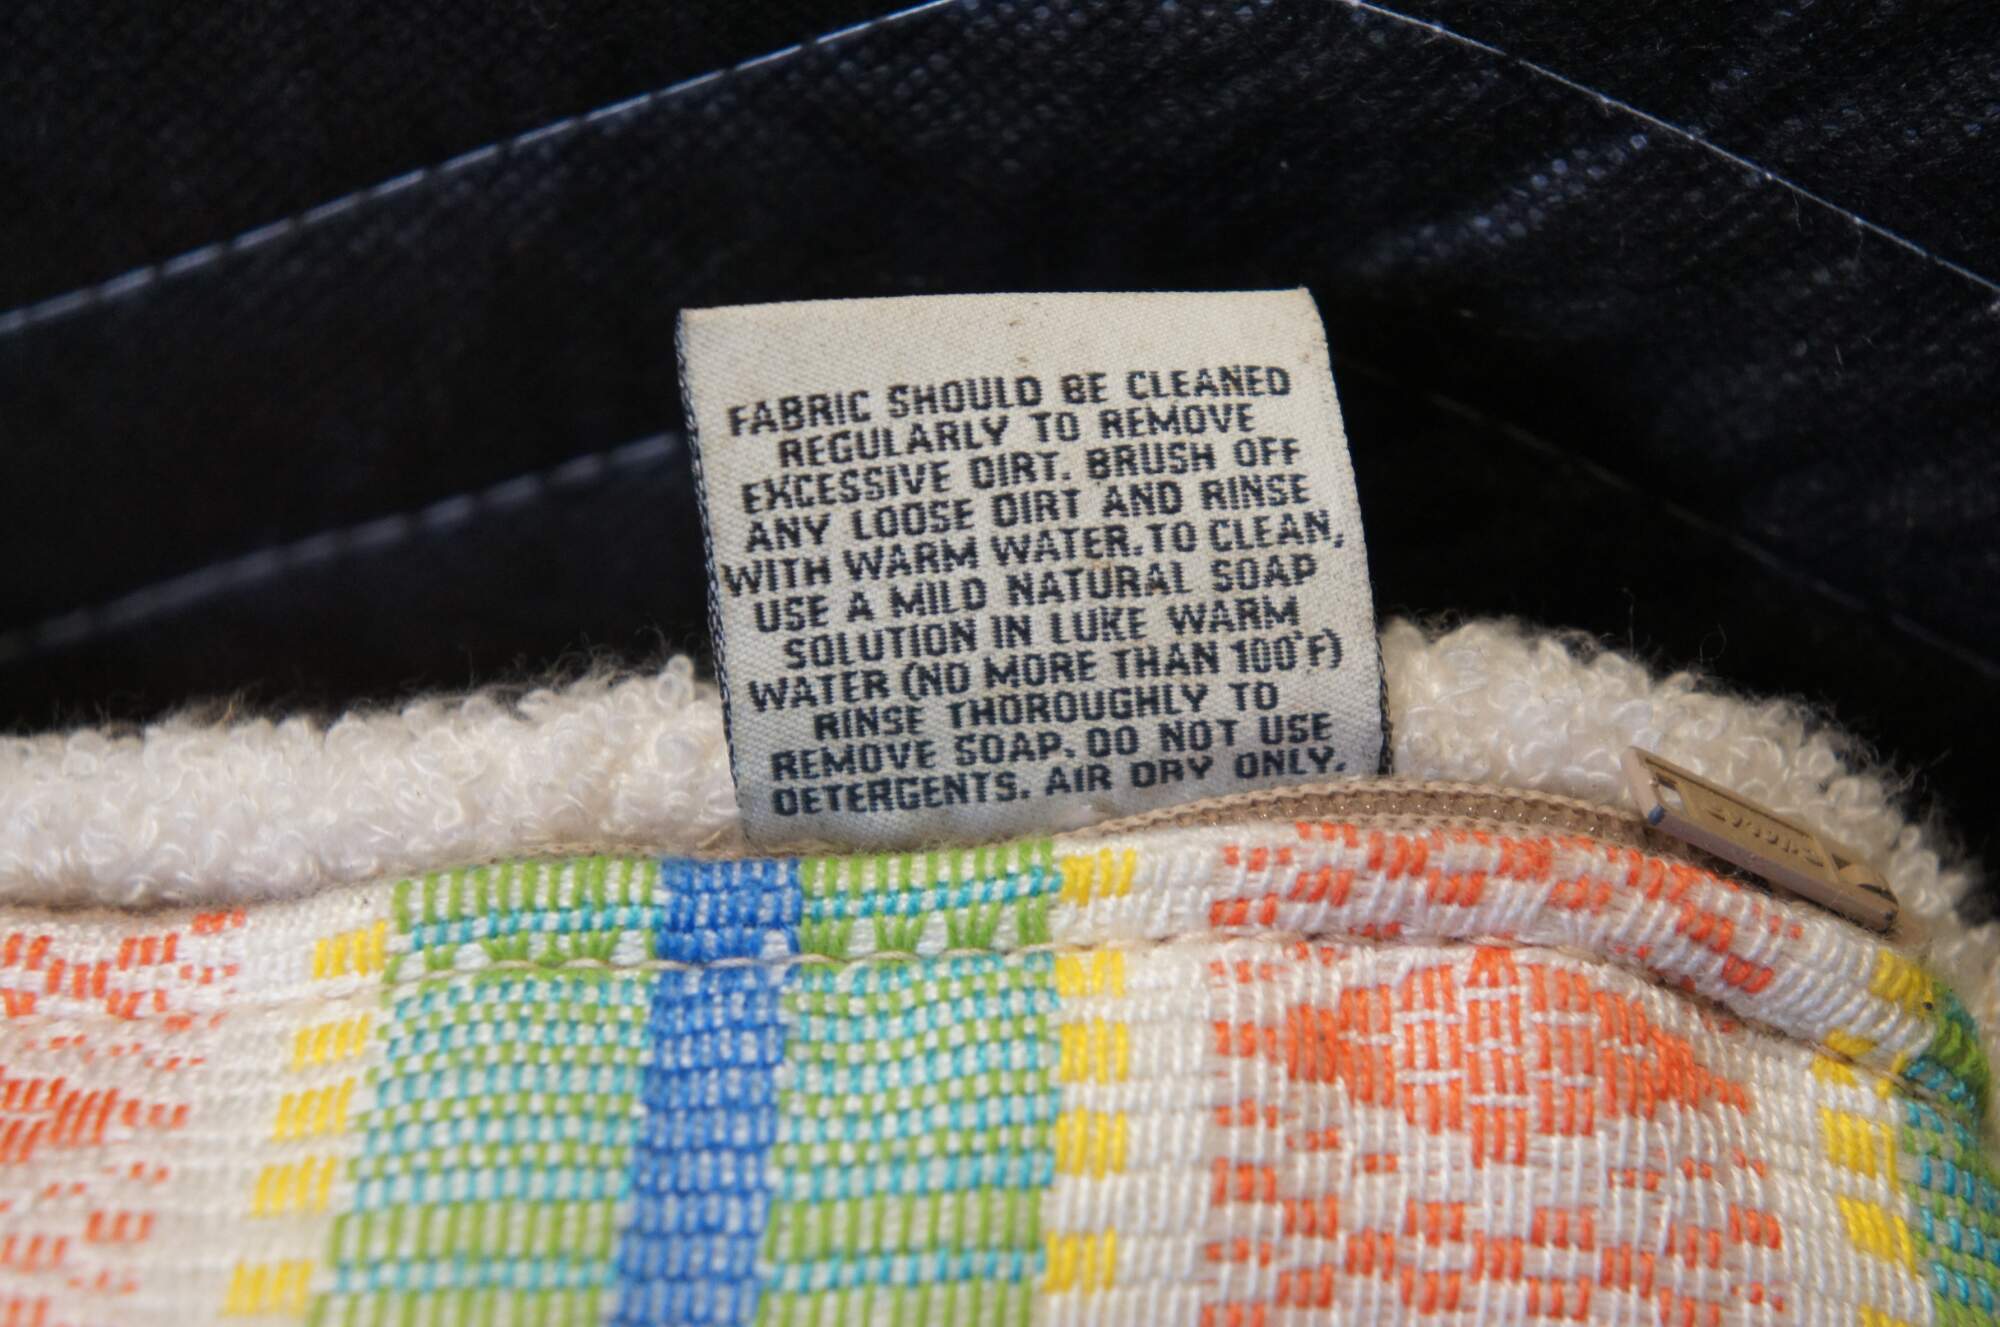 FABRIC SHOULD BE CLEANED
REGULARLY TO REMOVE
EXCESSIVE DIRT. BRUSH OFF
ANY LOOSE DIRT AND RINSE
WITH WARM WATER. TO CLEAN,
USE A MILD NATURAL SOAP
SOLUTION IN LUKE WARM
WATER (NO MORE THAN 100°F)
RINSE THOROUGHLY TO
REMOVE SOAP. DO NOT USE
DETERGENTS. AIR DRY ONLY.